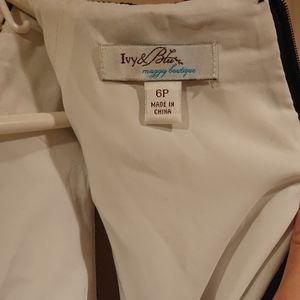 Ivy & Blu
maggy boutique
6P
MADE IN
CHINA